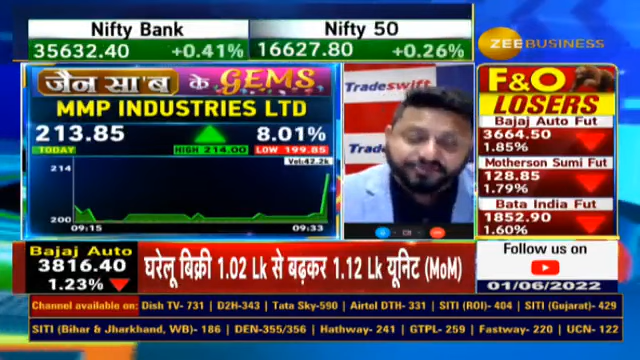 Nifty Bank
35632.40 +0.41%
Nifty 50
16627.80 +0.26%
ZEE BUSINESS
जैन सा'ब के GEMS
MMP INDUSTRIES LTD
213.85 8.01%
TODAY HIGH 214.00 LOW 199.85
Vol:42.2k
214
200
09:15 09:33
Tradeswift
Trade
Trades
F&O
LOSERS
Bajaj Auto Fut
3664.50
1.85%
Motherson Sumi Fut
128.85
1.79%
Bata India Fut
1852.90
1.60%
Bajaj Auto
3816.40
1.23%
घरेलू बिक्री 1.02 Lk से बढ़कर 1.12 Lk यूनिट (MoM)
Follow us on
01/06/2022
Channel available on: Dish TV- 731 | D2H-343 | Tata Sky-590 | Airtel DTH- 331 | SITI (ROI)- 404 | SITI (Gujarat)- 429
SITI (Bihar & Jharkhand, WB)- 186 | DEN-355/356 | Hathway- 241 | GTPL- 259 | Fastway- 220 | UCN- 122